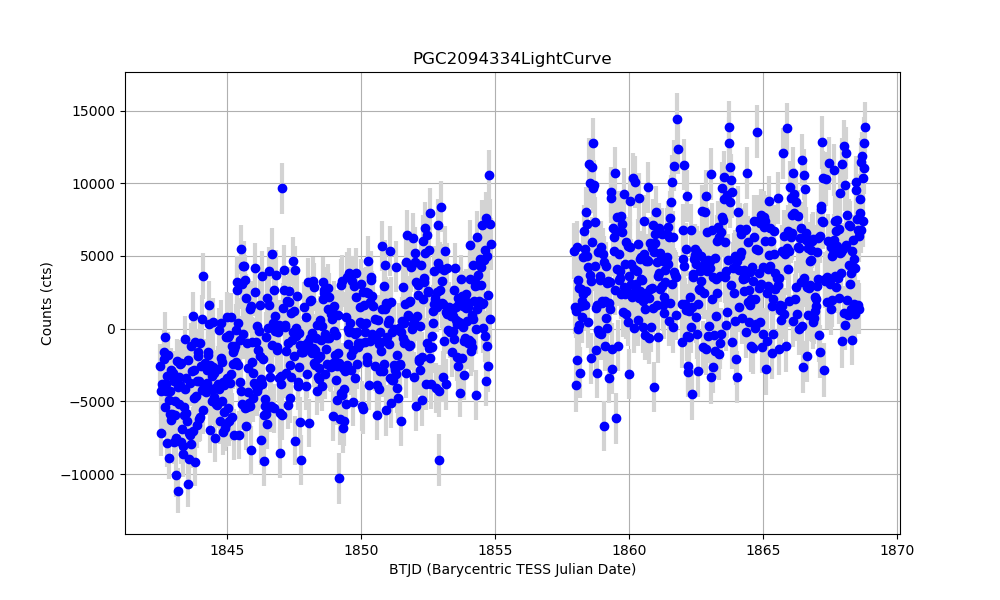 PGC2094334LightCurve
15000
10000
5000
0
−5000
−10000
Counts (cts)
1845 1850 1855 1860 1865 1870
BTJD (Barycentric TESS Julian Date)